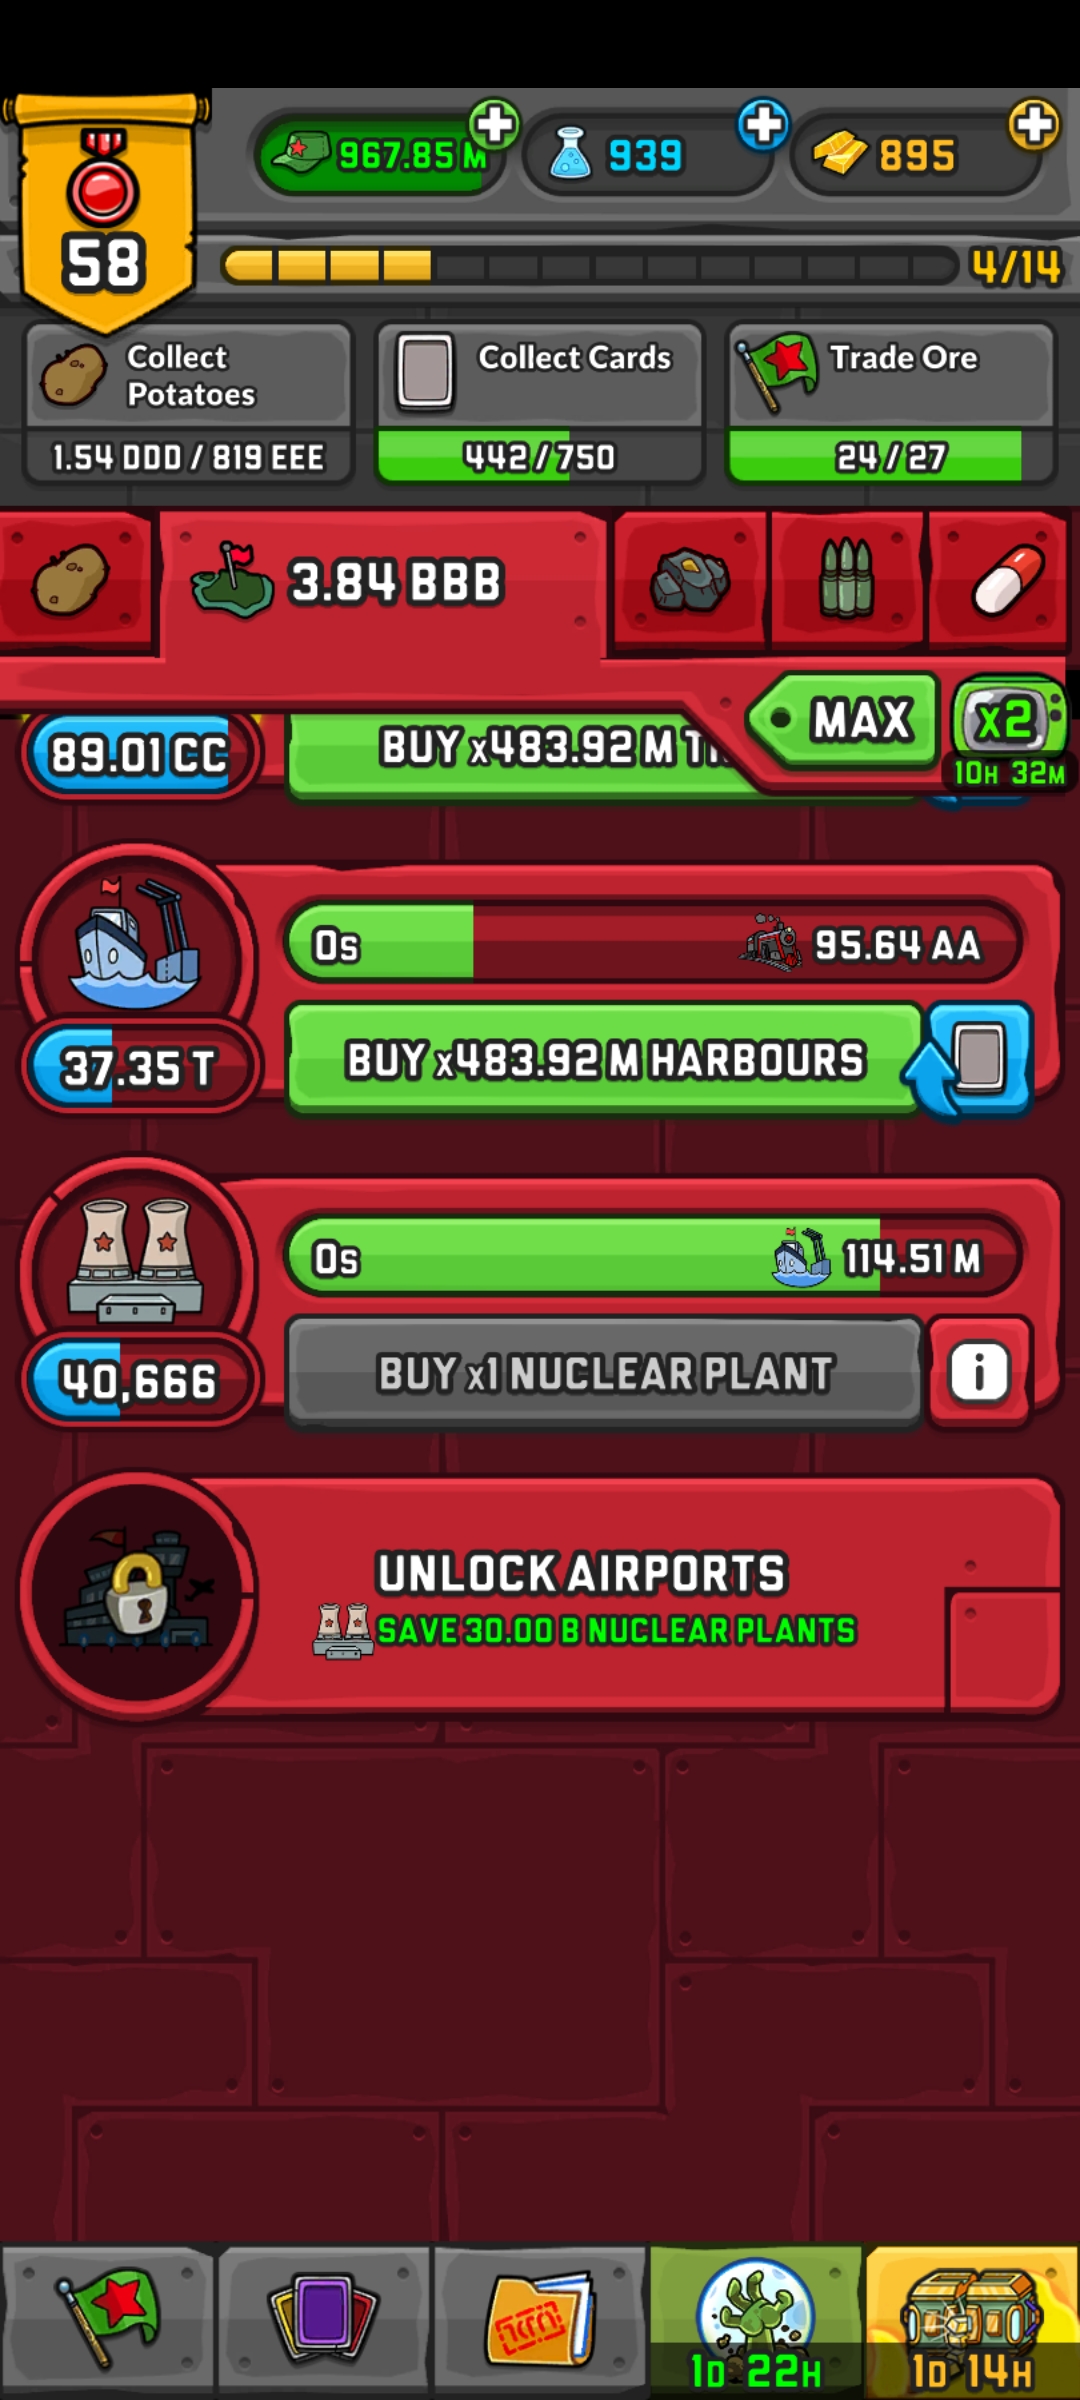 967.85 M
939
895
58
4/14
Collect
Potatoes
Collect Cards
Trade Ore
1.54 DDD / 819 EEE
442/750
24/27
3.84 BBB
MAX
x2
10H 32M
89.01 CC
BUY x483.92 M
0s
95.64 AA
37.35 T
BUY x483.92 M HARBOURS
0s
114.51 M
40,666
BUY x1 NUCLEAR PLANT
i
UNLOCK AIRPORTS
SAVE 30.00 B NUCLEAR PLANTS
1D 22H
1D 14H